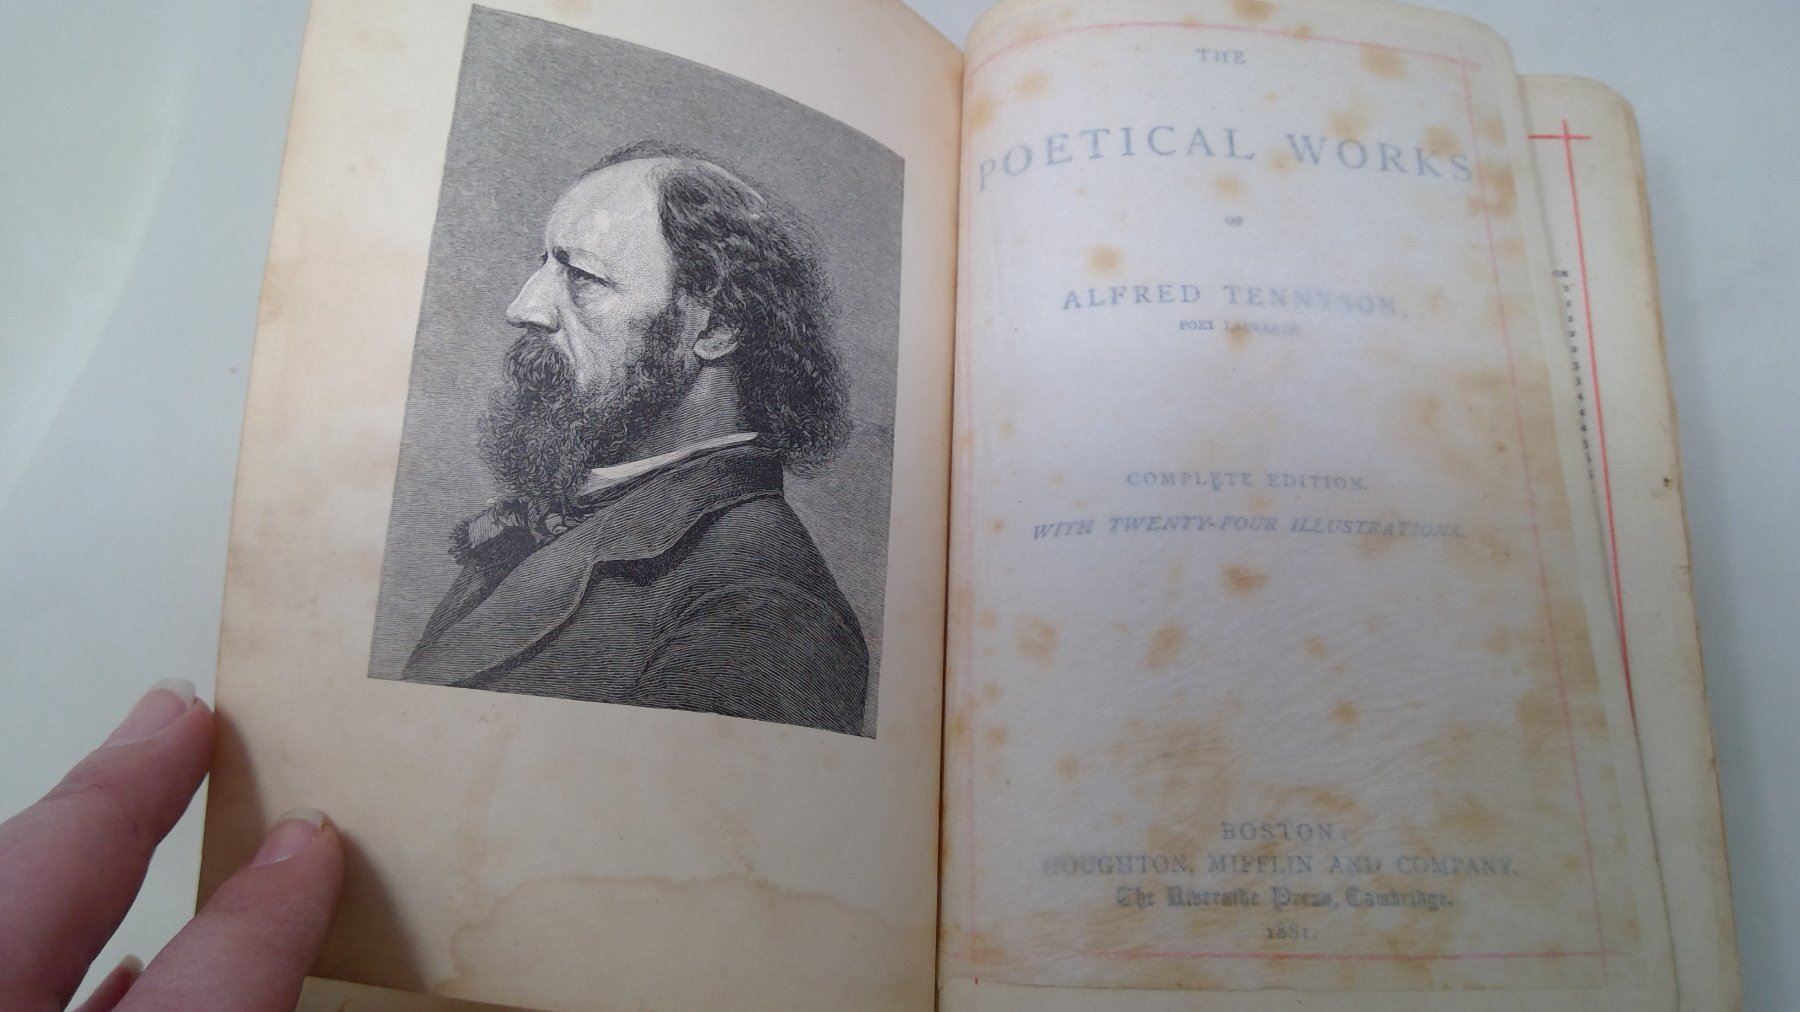 THE
POETICAL WORKS
OF
ALFRED TENNYSON,
POET LAUREATE
COMPLETE EDITION.
WITH TWENTY-FOUR ILLUSTRATIONS.
BOSTON:
HOUGHTON, MIFFLIN AND COMPANY.
The Riverside Press, Cambridge.
1881.